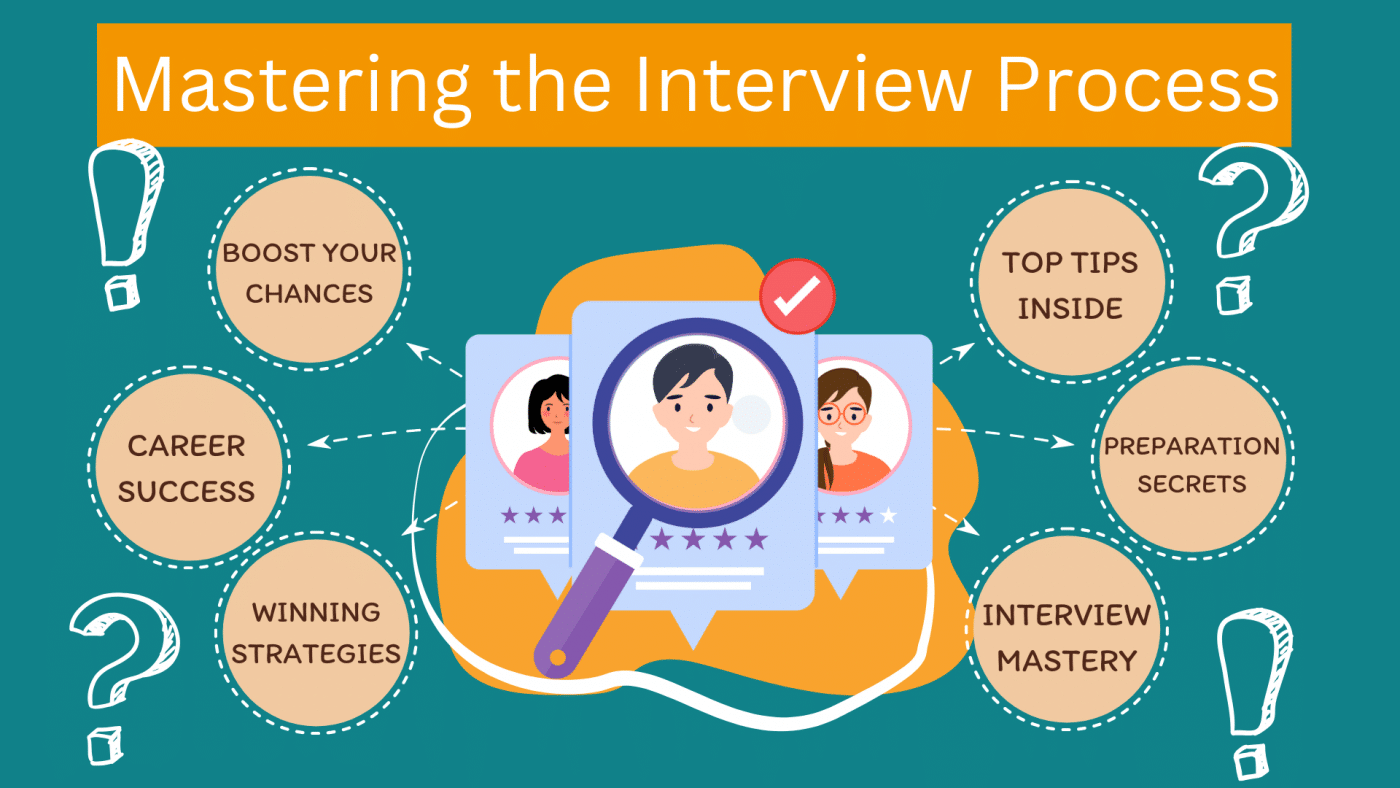 Mastering the Interview Process
BOOST YOUR
CHANCES
CAREER
SUCCESS
WINNING
STRATEGIES
TOP TIPS
INSIDE
PREPARATION
SECRETS
INTERVIEW
MASTERY